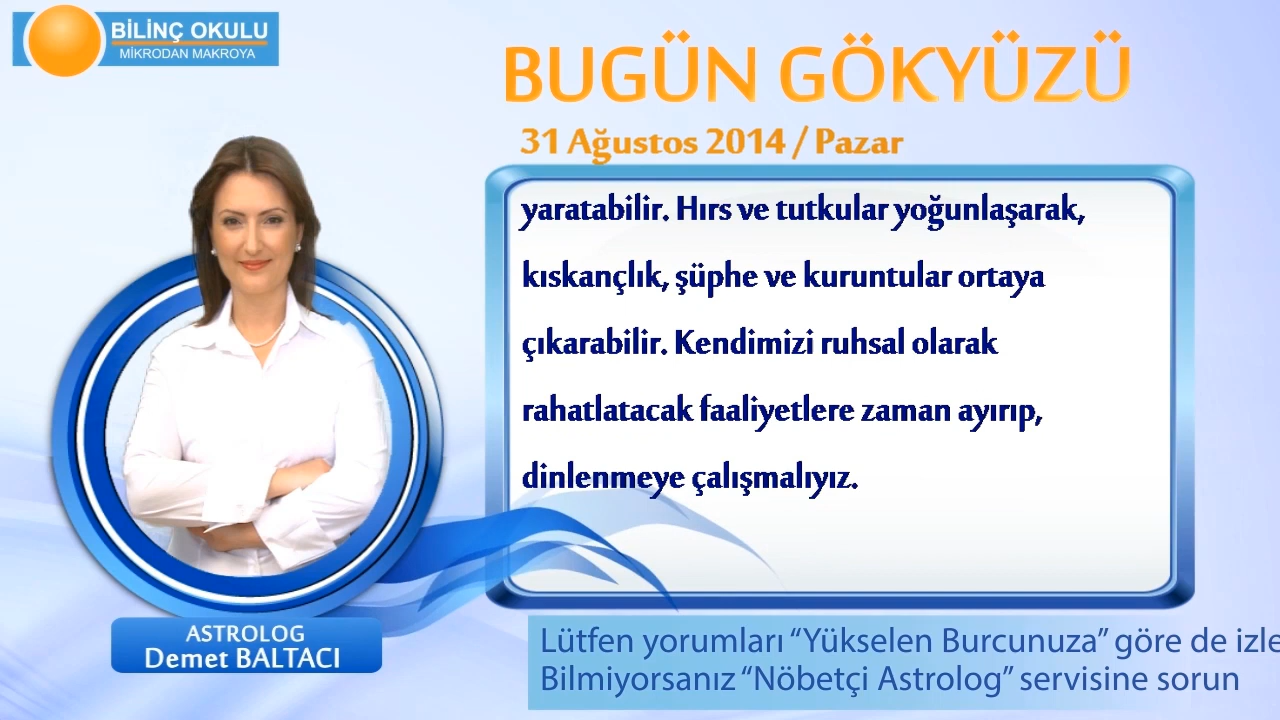 BİLİNÇ OKULU
MİKRODAN MAKROYA
BUGÜN GÖKYÜZÜ
31 Ağustos 2014 / Pazar
yaratabilir. Hırs ve tutkular yoğunlaşarak,
kıskançlık, şüphe ve kuruntular ortaya
çıkarabilir. Kendimizi ruhsal olarak
rahatlatacak faaliyetlere zaman ayırıp,
dinlenmeye çalışmalıyız.
ASTROLOG
Demet BALTACI
Lütfen yorumları “Yükselen Burcunuza” göre de izle
Bilmiyorsanız “Nöbetçi Astrolog” servisine sorun